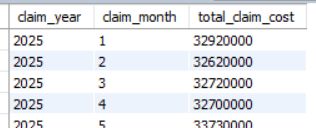 claim_year claim_month total_claim_cost
2025 1 32920000
2025 2 32620000
2025 3 32720000
2025 4 32700000
2025 5 33730000